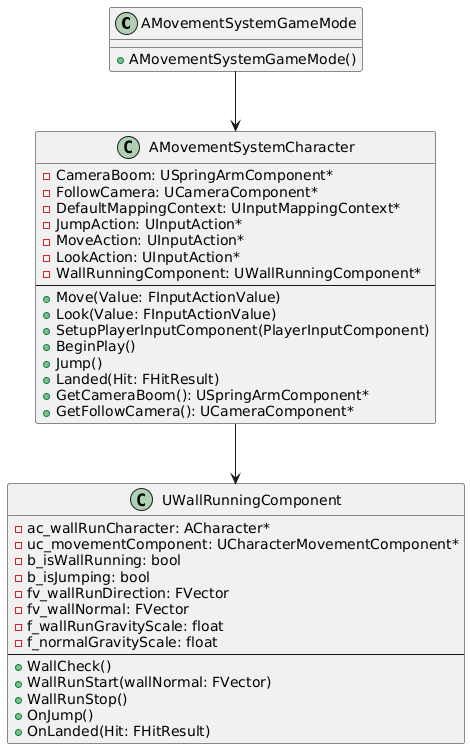 C AMovementSystemGameMode
AMovementSystemGameMode()
C AMovementSystemCharacter
CameraBoom: USpringArmComponent*
FollowCamera: UCameraComponent*
DefaultMappingContext: UInputMappingContext*
JumpAction: UInputAction*
MoveAction: UInputAction*
LookAction: UInputAction*
WallRunningComponent: UWallRunningComponent*
Move(Value: FInputActionValue)
Look(Value: FInputActionValue)
SetupPlayerInputComponent(PlayerInputComponent)
BeginPlay()
Jump()
Landed(Hit: FHitResult)
GetCameraBoom(): USpringArmComponent*
GetFollowCamera(): UCameraComponent*
C UWallRunningComponent
ac_wallRunCharacter: ACharacter*
uc_movementComponent: UCharacterMovementComponent*
b_isWallRunning: bool
b_isJumping: bool
fv_wallRunDirection: FVector
fv_wallNormal: FVector
f_wallRunGravityScale: float
f_normalGravityScale: float
WallCheck()
WallRunStart(wallNormal: FVector)
WallRunStop()
OnJump()
OnLanded(Hit: FHitResult)